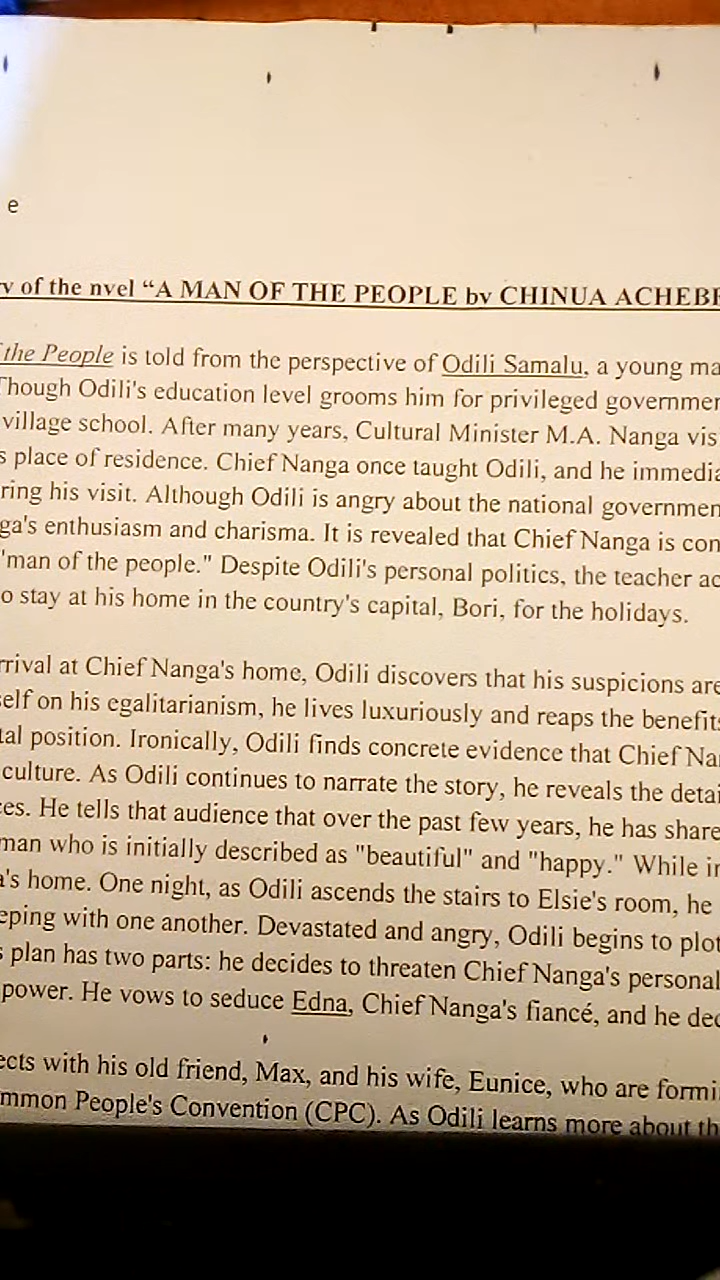 e
y of the nvel “A MAN OF THE PEOPLE by CHINUA ACHEBE
the People is told from the perspective of Odili Samalu, a young ma
Though Odili's education level grooms him for privileged governmen
village school. After many years, Cultural Minister M.A. Nanga vis
s place of residence. Chief Nanga once taught Odili, and he immedia
ring his visit. Although Odili is angry about the national governmen
ga's enthusiasm and charisma. It is revealed that Chief Nanga is con
"man of the people." Despite Odili's personal politics, the teacher ac
o stay at his home in the country's capital, Bori, for the holidays.
rrival at Chief Nanga's home, Odili discovers that his suspicions are
self on his egalitarianism, he lives luxuriously and reaps the benefits
tal position. Ironically, Odili finds concrete evidence that Chief Na
culture. As Odili continues to narrate the story, he reveals the detai
ces. He tells that audience that over the past few years, he has share
man who is initially described as "beautiful" and "happy." While in
a's home. One night, as Odili ascends the stairs to Elsie's room, he
eping with one another. Devastated and angry, Odili begins to plot
s plan has two parts: he decides to threaten Chief Nanga's personal
power. He vows to seduce Edna, Chief Nanga's fiancé, and he dec
ects with his old friend, Max, and his wife, Eunice, who are formi
mmon People's Convention (CPC). As Odili learns more about th